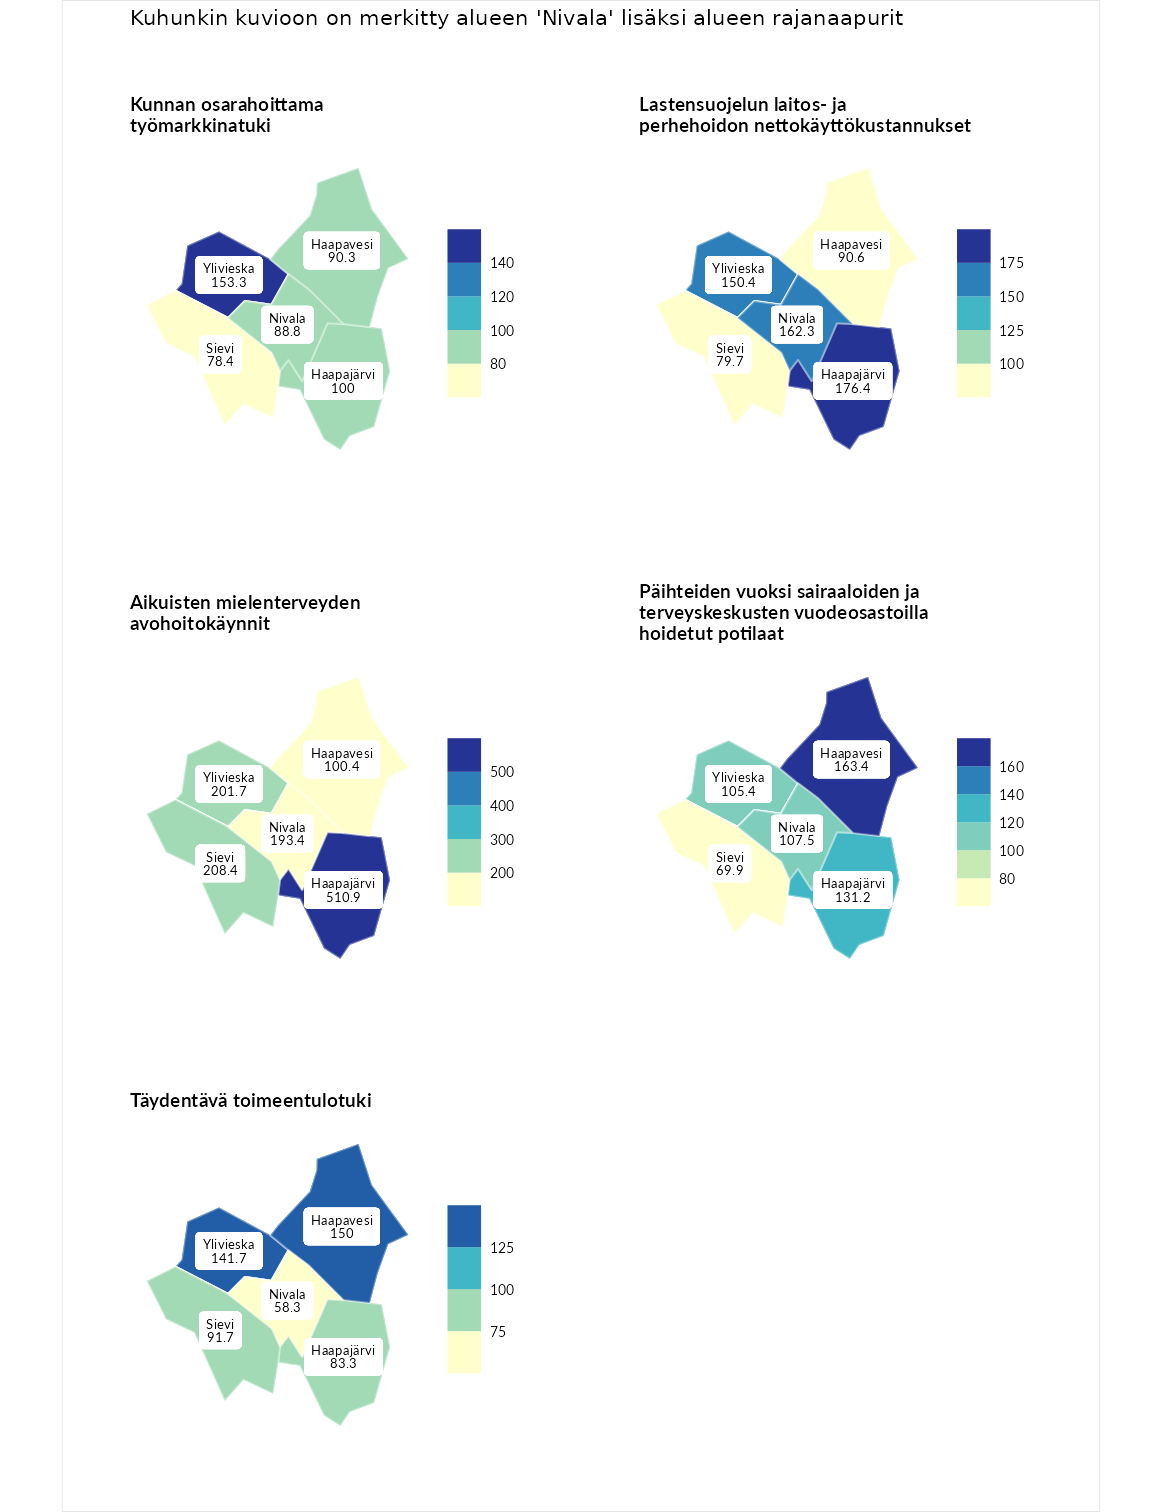 Kuhunkin kuvioon on merkitty alueen 'Nivala' lisäksi alueen rajanaapurit
Kunnan osarahoittama
työmarkkinatuki
Haapavesi
90.3
Ylivieska
153.3
Nivala
88.8
Sievi
78.4
Haapajärvi
100
140
120
100
80
Lastensuojelun laitos- ja
perhehoidon nettokäyttökustannukset
Haapavesi
90.6
Ylivieska
150.4
Nivala
162.3
Sievi
79.7
Haapajärvi
176.4
175
150
125
100
Aikuisten mielenterveyden
avohoitokäynnit
Haapavesi
100.4
Ylivieska
201.7
Nivala
193.4
Sievi
208.4
Haapajärvi
510.9
500
400
300
200
Päihteiden vuoksi sairaaloiden ja
terveyskeskusten vuodeosastoilla
hoidetut potilaat
Haapavesi
163.4
Ylivieska
105.4
Nivala
107.5
Sievi
69.9
Haapajärvi
131.2
160
140
120
100
80
Täydentävä toimeentulotuki
Haapavesi
150
Ylivieska
141.7
Nivala
58.3
Sievi
91.7
Haapajärvi
83.3
125
100
75